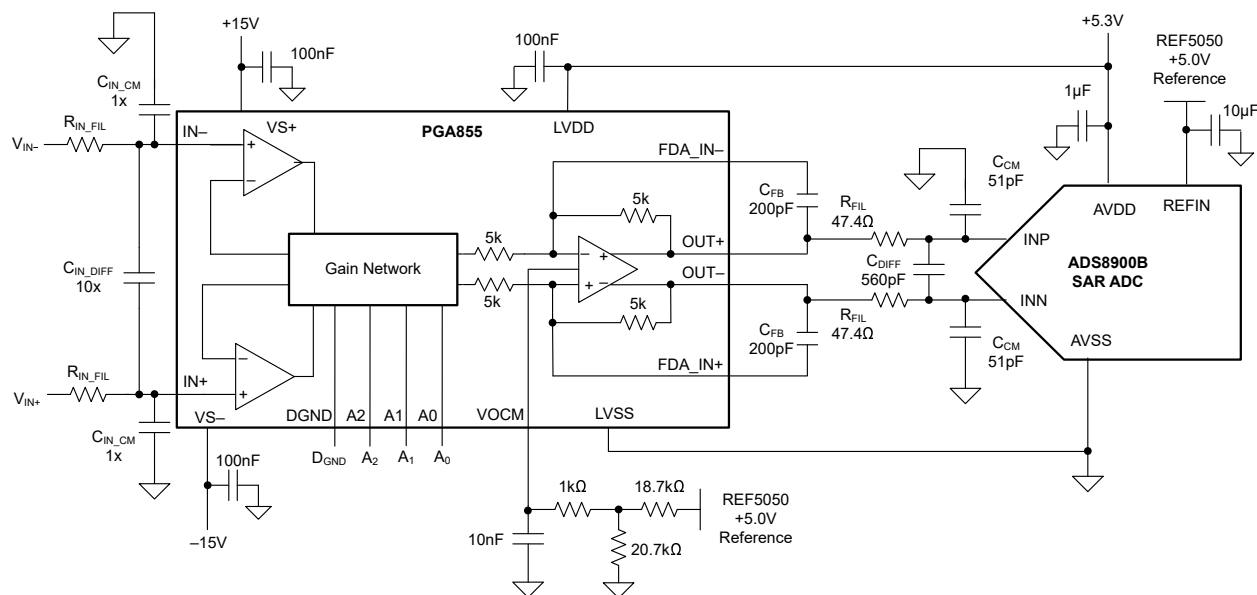 +15V
100nF
C_IN_CM
1x
R_IN_FIL
V_IN–
IN–
VS+
PGA855
LVDD
100nF
+5.3V
REF5050
+5.0V
Reference
1µF
10µF
C_IN_DIFF
10x
Gain Network
5k
5k
5k
5k
FDA_IN–
OUT+
OUT–
FDA_IN+
C_FB
200pF
R_FIL
47.4Ω
C_CM
51pF
C_DIFF
560pF
AVDD
REFIN
INP
ADS8900B
SAR ADC
INN
AVSS
C_FB
200pF
R_FIL
47.4Ω
C_CM
51pF
R_IN_FIL
V_IN+
IN+
VS–
C_IN_CM
1x
DGND
A2
A1
A0
VOCM
LVSS
D_GND
A₂
A₁
A₀
100nF
–15V
1kΩ
18.7kΩ
REF5050
+5.0V
Reference
10nF
20.7kΩ
+
–
–
+
–
+
+
–